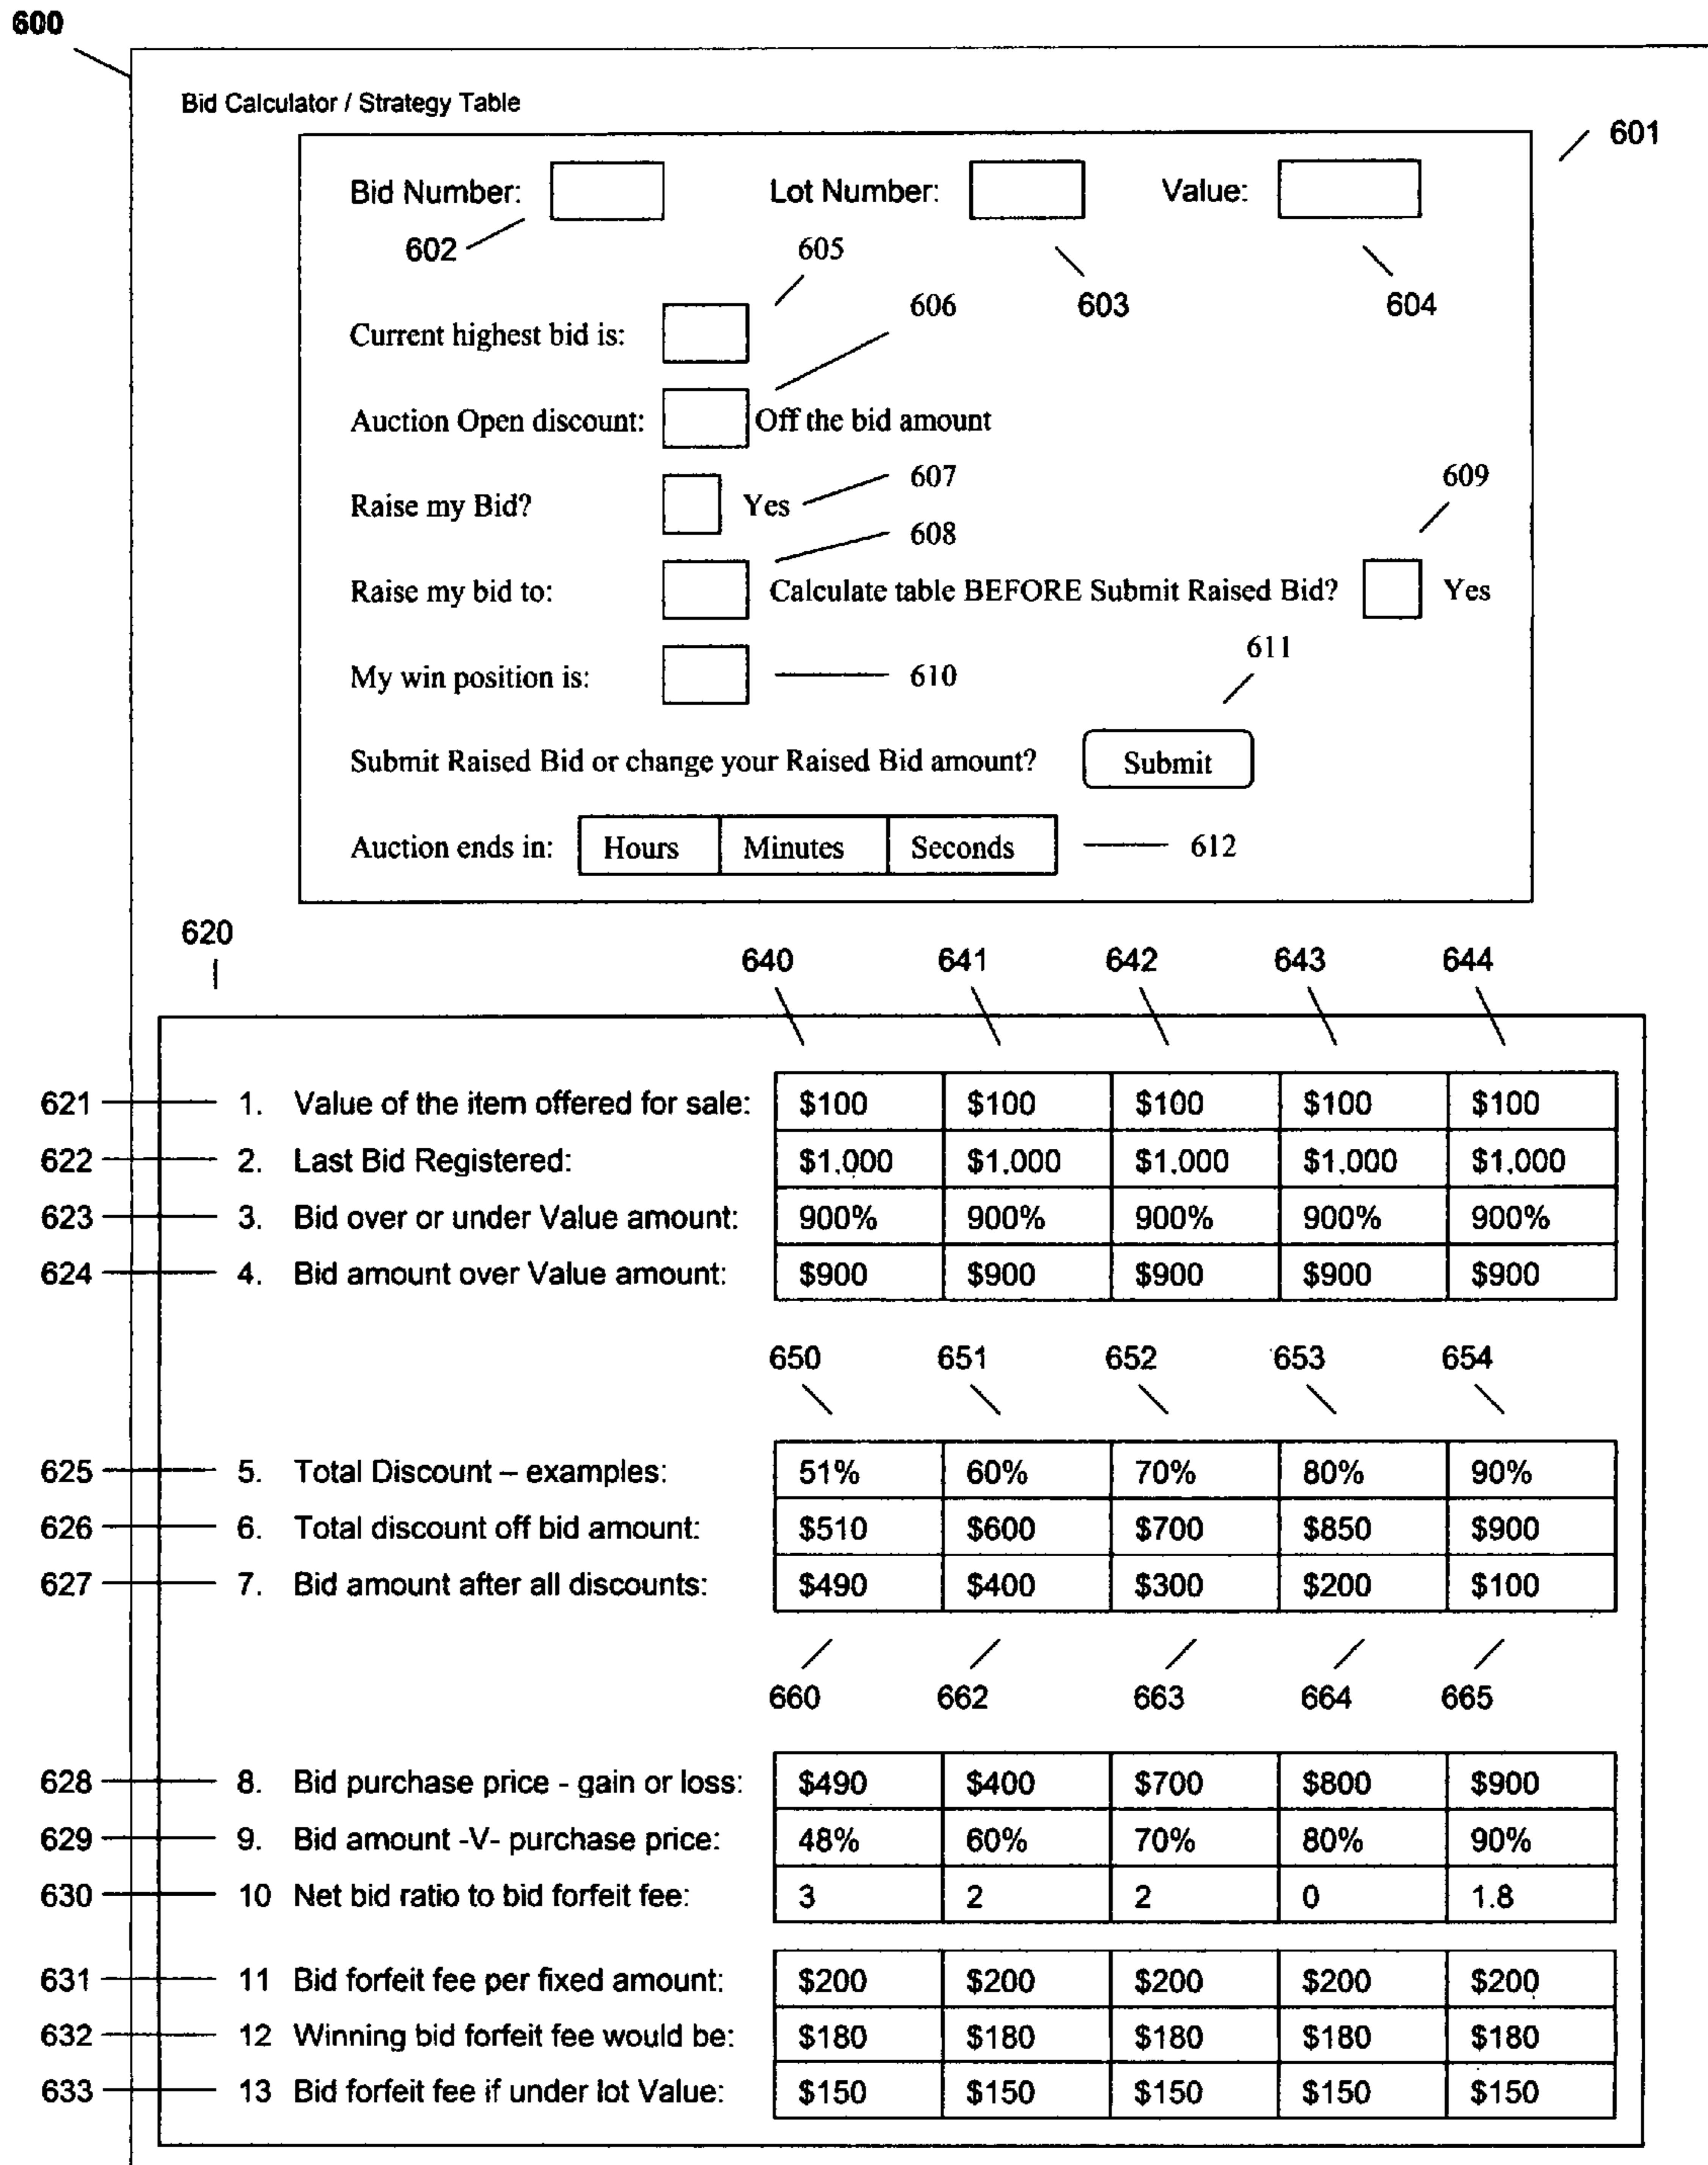 600
Bid Calculator / Strategy Table
601
Bid Number: Lot Number: Value:
602 605 603 604
606
Current highest bid is:
Auction Open discount: Off the bid amount
607 609
Raise my Bid? Yes
608
Raise my bid to: Calculate table BEFORE Submit Raised Bid? Yes
611
My win position is: 610
Submit Raised Bid or change your Raised Bid amount? Submit
Auction ends in: Hours Minutes Seconds 612
620
640 641 642 643 644
621 1. Value of the item offered for sale: $100 $100 $100 $100 $100
622 2. Last Bid Registered: $1,000 $1,000 $1,000 $1,000 $1,000
623 3. Bid over or under Value amount: 900% 900% 900% 900% 900%
624 4. Bid amount over Value amount: $900 $900 $900 $900 $900
650 651 652 653 654
625 5. Total Discount – examples: 51% 60% 70% 80% 90%
626 6. Total discount off bid amount: $510 $600 $700 $850 $900
627 7. Bid amount after all discounts: $490 $400 $300 $200 $100
660 662 663 664 665
628 8. Bid purchase price - gain or loss: $490 $400 $700 $800 $900
629 9. Bid amount -V- purchase price: 48% 60% 70% 80% 90%
630 10 Net bid ratio to bid forfeit fee: 3 2 2 0 1.8
631 11 Bid forfeit fee per fixed amount: $200 $200 $200 $200 $200
632 12 Winning bid forfeit fee would be: $180 $180 $180 $180 $180
633 13 Bid forfeit fee if under lot Value: $150 $150 $150 $150 $150